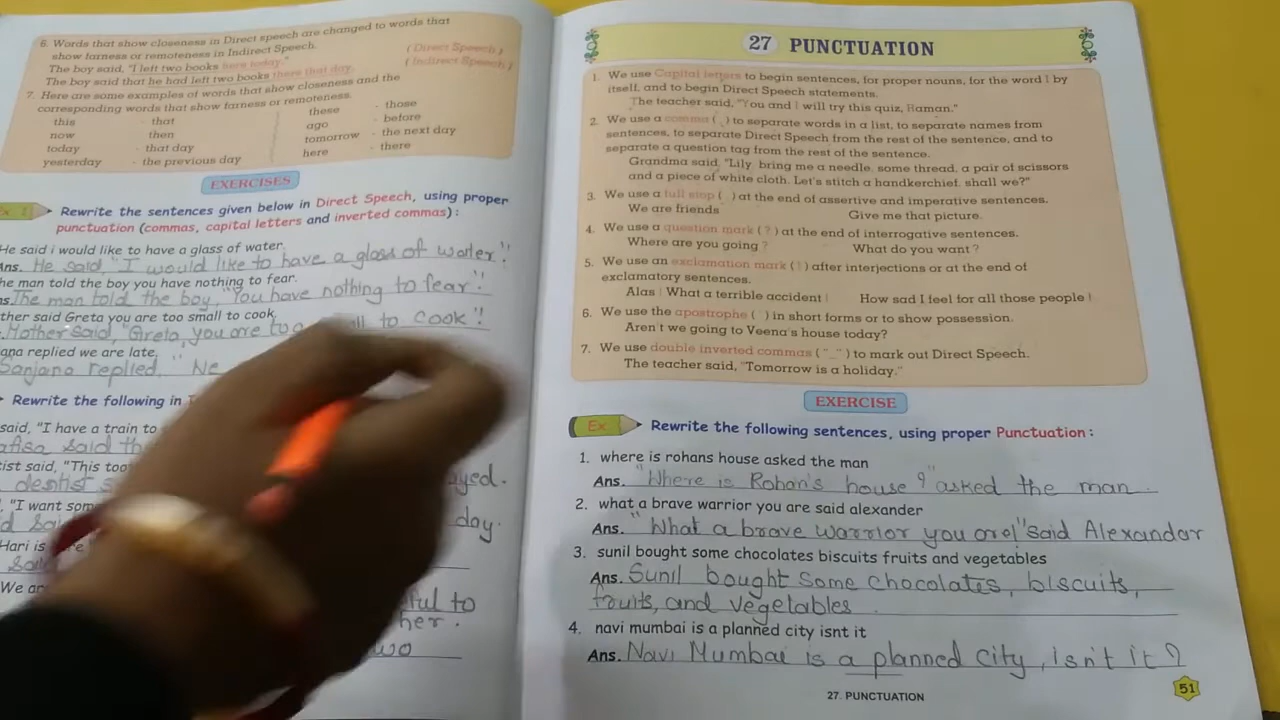 6. Words that show closeness in Direct speech are changed to words that
show farness or remoteness in Indirect Speech.
The boy said, "I left two books here today." (Direct Speech)
The boy said that he had left two books there that day. (Indirect Speech)
7. Here are some examples of words that show closeness and the
corresponding words that show farness or remoteness.
this - that these - those
now - then ago - before
today - that day tomorrow - the next day
yesterday - the previous day here - there
EXERCISES
Ex 1 Rewrite the sentences given below in Direct Speech, using proper
punctuation (commas, capital letters and inverted commas):
He said i would like to have a glass of water.
Ans. He said, "I would like to have a glass of water."
he man told the boy you have nothing to fear.
s. The man told the boy, "You have nothing to fear."
ther said Greta you are too small to cook.
Mother said, "Greta, you are to all to cook"!
ana replied we are late.
Sanjana replied, "
Rewrite the following in
said, "I have a train to
said
tist said, "This too
dentist yed.
, "I want som
day.
Hari is
We ar
ful to
her.
two
27 PUNCTUATION
1. We use Capital letters to begin sentences, for proper nouns, for the word I by
itself, and to begin Direct Speech statements.
The teacher said, "You and I will try this quiz, Raman."
2. We use a comma ( , ) to separate words in a list, to separate names from
sentences, to separate Direct Speech from the rest of the sentence, and to
separate a question tag from the rest of the sentence.
Grandma said, "Lily, bring me a needle, some thread, a pair of scissors
and a piece of white cloth. Let's stitch a handkerchief, shall we?"
3. We use a full stop ( . ) at the end of assertive and imperative sentences.
We are friends. Give me that picture.
4. We use a question mark ( ? ) at the end of interrogative sentences.
Where are you going ? What do you want ?
5. We use an exclamation mark ( ! ) after interjections or at the end of
exclamatory sentences.
Alas ! What a terrible accident ! How sad I feel for all those people !
6. We use the apostrophe ( ' ) in short forms or to show possession.
Aren't we going to Veena's house today?
7. We use double inverted commas ( "_" ) to mark out Direct Speech.
The teacher said, "Tomorrow is a holiday."
EXERCISE
Ex Rewrite the following sentences, using proper Punctuation :
1. where is rohans house asked the man
Ans. "Where is Rohan's house?" asked the man.
2. what a brave warrior you are said alexander
Ans. "What a brave warrior you are!" said Alexandar
3. sunil bought some chocolates biscuits fruits and vegetables
Ans. Sunil bought some chocolates, biscuits,
fruits, and vegetables.
4. navi mumbai is a planned city isnt it
Ans. Navi Mumbai is a planned city, isn't it?
27. PUNCTUATION
51